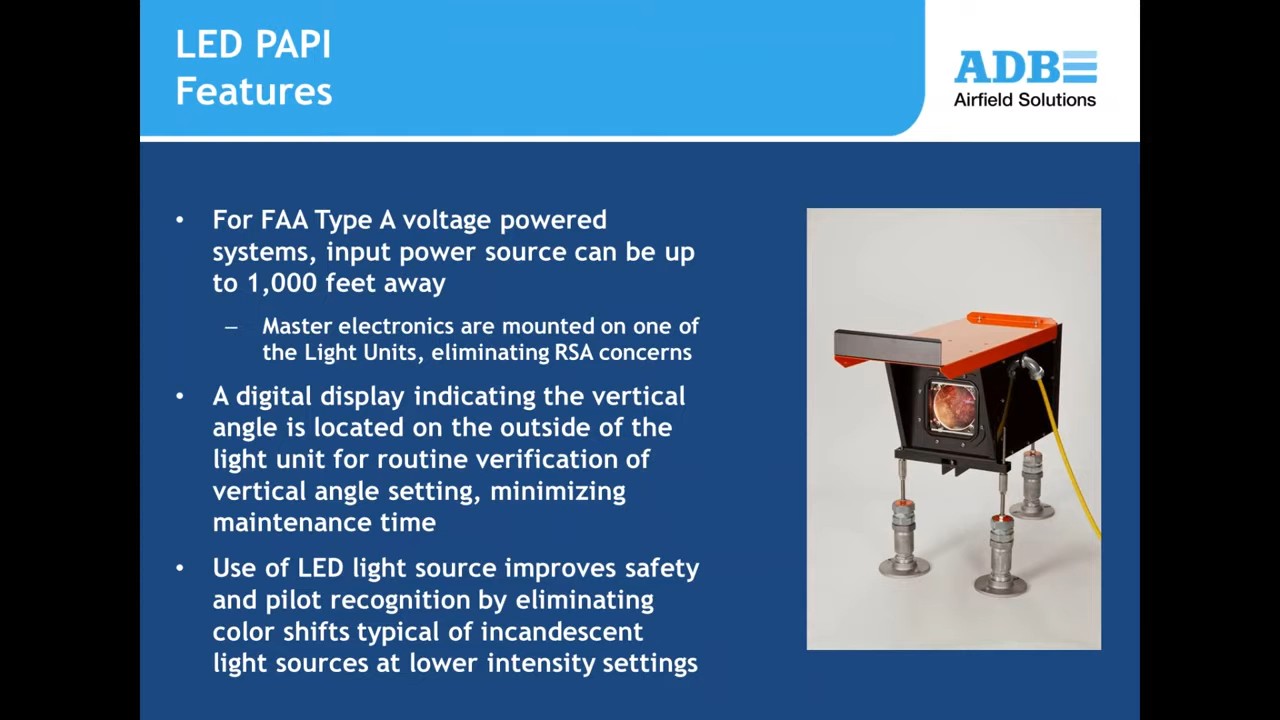 LED PAPI
Features
ADB
Airfield Solutions
• For FAA Type A voltage powered
systems, input power source can be up
to 1,000 feet away
– Master electronics are mounted on one of
the Light Units, eliminating RSA concerns
• A digital display indicating the vertical
angle is located on the outside of the
light unit for routine verification of
vertical angle setting, minimizing
maintenance time
• Use of LED light source improves safety
and pilot recognition by eliminating
color shifts typical of incandescent
light sources at lower intensity settings